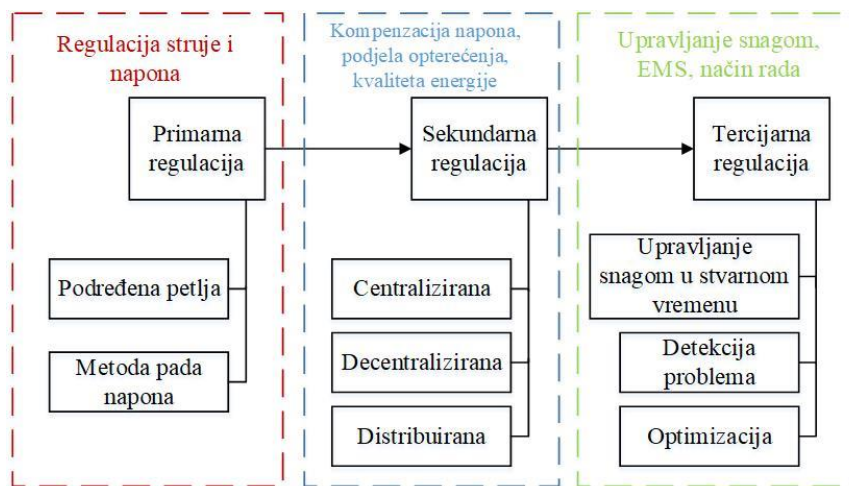 Regulacija struje i
napona
Primarna
regulacija
Podređena petlja
Metoda pada
napona
Kompenzacija napona,
podjela opterećenja,
kvaliteta energije
Sekundarna
regulacija
Centralizirana
Decentralizirana
Distribuirana
Upravljanje snagom,
EMS, način rada
Tercijarna
regulacija
Upravljanje
snagom u stvarnom
vremenu
Detekcija
problema
Optimizacija